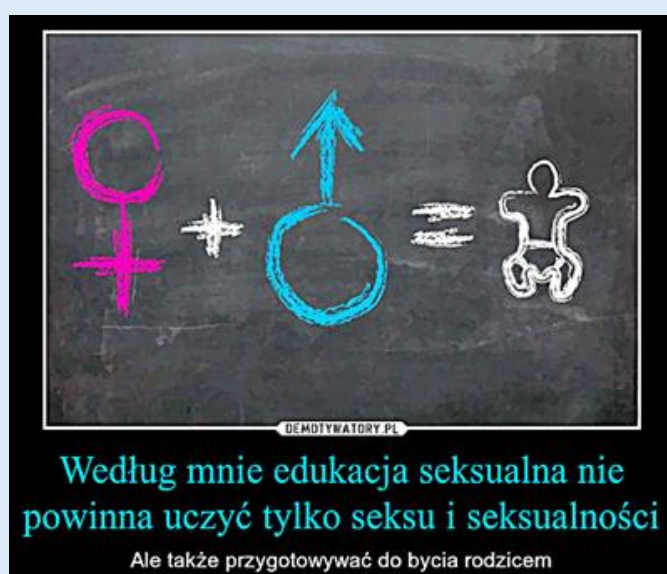 DEMOTYWATORY.PL
Według mnie edukacja seksualna nie
powinna uczyć tylko seksu i seksualności
Ale także przygotowywać do bycia rodzicem